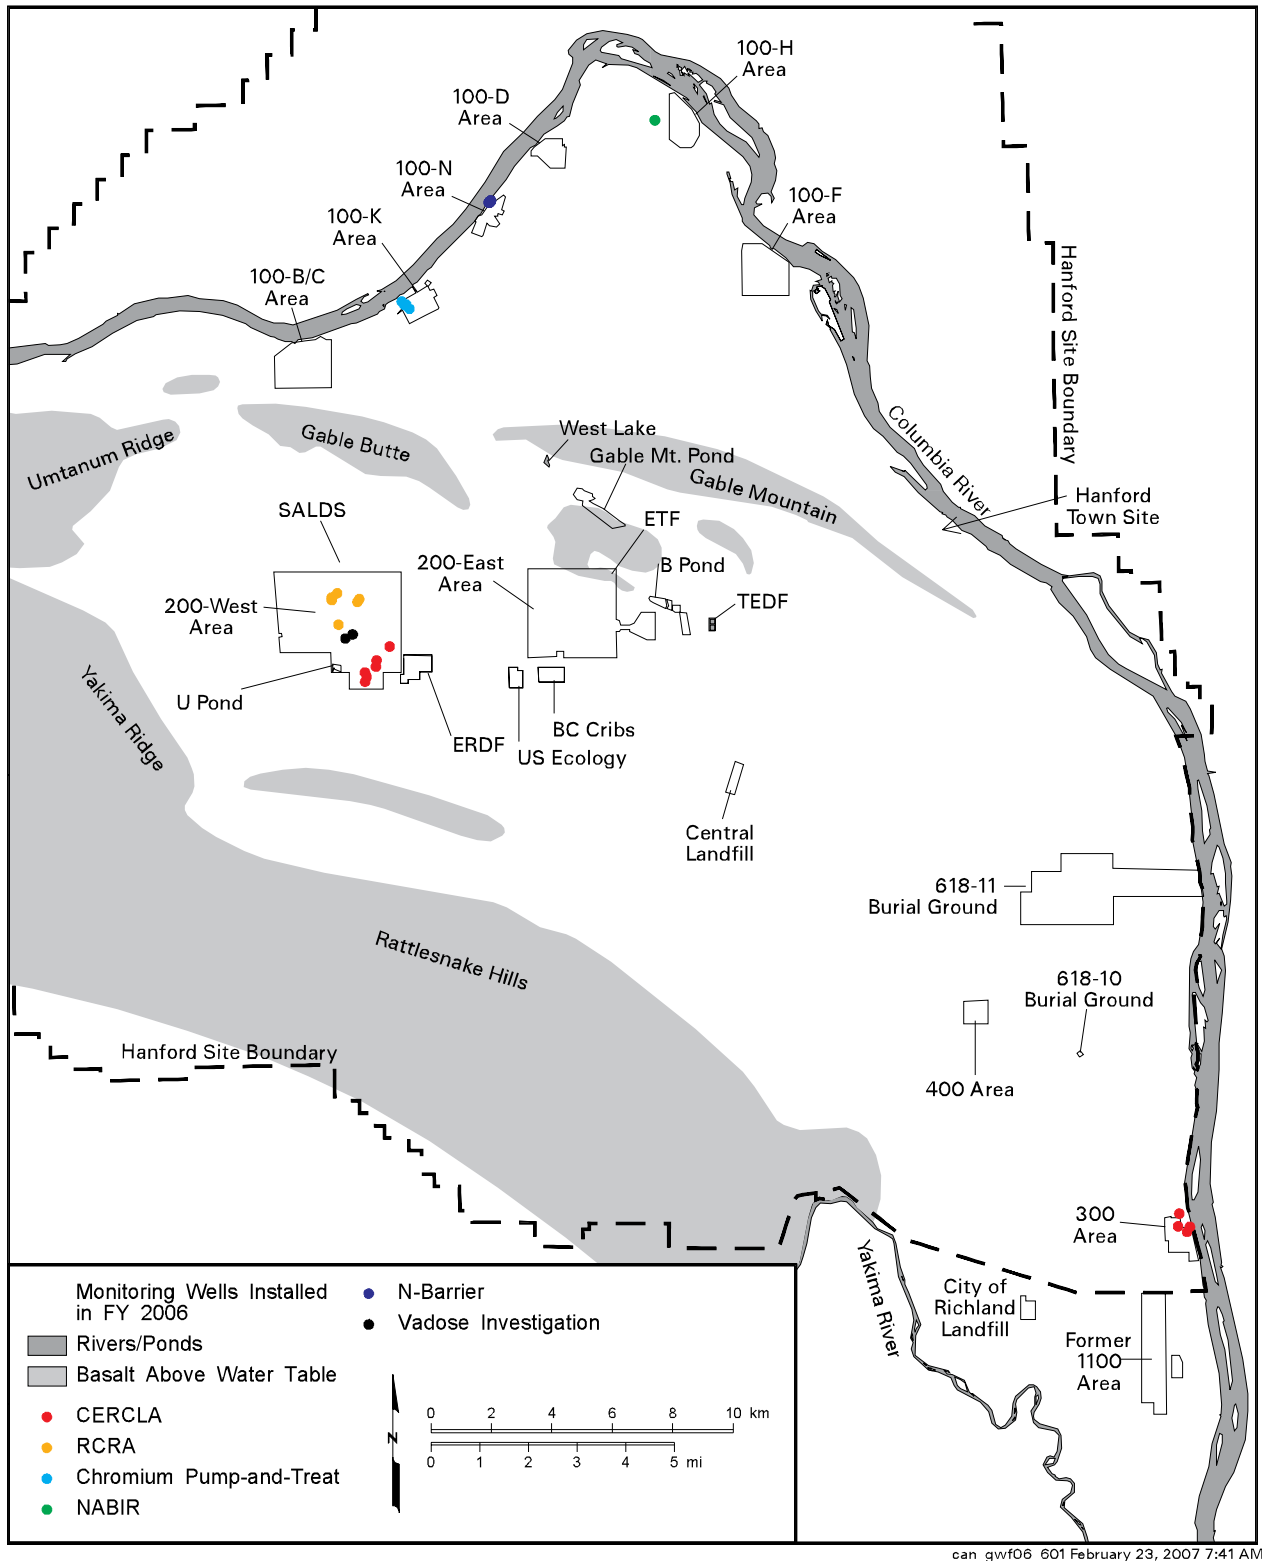 100-H
Area
100-D
Area
100-N
Area
100-F
Area
100-K
Area
100-B/C
Area
Hanford Site Boundary
Columbia River
Umtanum Ridge
Gable Butte
West Lake
Gable Mt. Pond
Gable Mountain
Hanford
Town Site
SALDS
ETF
200-East
Area
B Pond
TEDF
200-West
Area
U Pond
Yakima Ridge
ERDF
BC Cribs
US Ecology
Central
Landfill
618-11
Burial Ground
Rattlesnake Hills
618-10
Burial Ground
400 Area
Hanford Site Boundary
300
Area
Yakima River
City of
Richland
Landfill
Former
1100
Area
Monitoring Wells Installed
in FY 2006
Rivers/Ponds
Basalt Above Water Table
CERCLA
RCRA
Chromium Pump-and-Treat
NABIR
N-Barrier
Vadose Investigation
N
0 2 4 6 8 10 km
0 1 2 3 4 5 mi
can_gwf06_601 February 23, 2007 7:41 AM